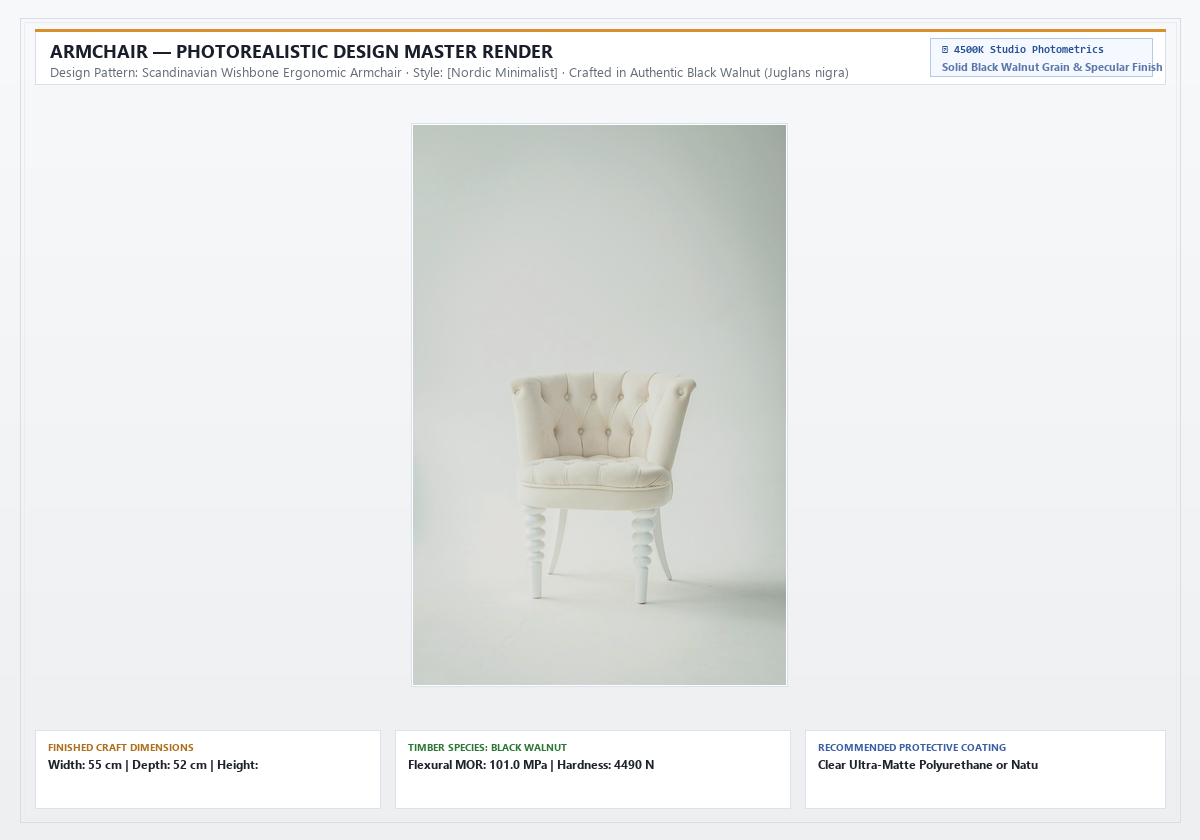 ARMCHAIR — PHOTOREALISTIC DESIGN MASTER RENDER
Design Pattern: Scandinavian Wishbone Ergonomic Armchair · Style: [Nordic Minimalist] · Crafted in Authentic Black Walnut (Juglans nigra)
4500K Studio Photometrics
Solid Black Walnut Grain & Specular Finish
FINISHED CRAFT DIMENSIONS
Width: 55 cm | Depth: 52 cm | Height:
TIMBER SPECIES: BLACK WALNUT
Flexural MOR: 101.0 MPa | Hardness: 4490 N
RECOMMENDED PROTECTIVE COATING
Clear Ultra-Matte Polyurethane or Natu